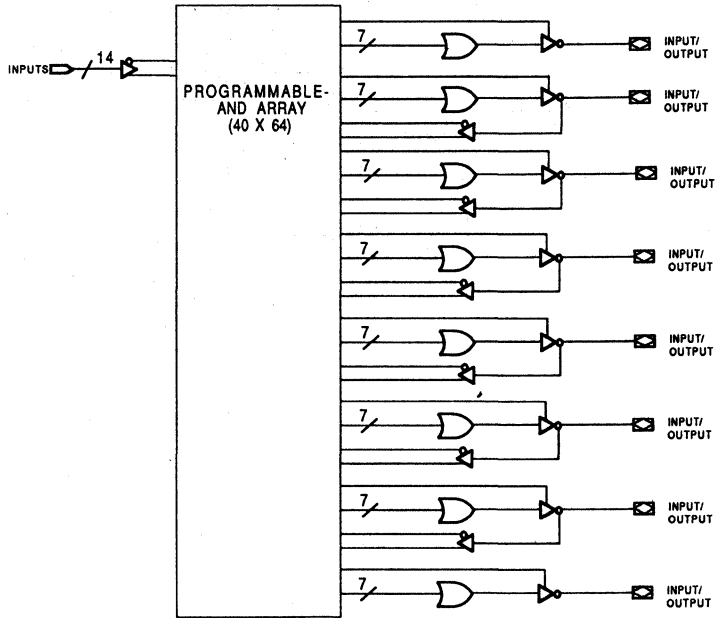 INPUTS
14
PROGRAMMABLE-
AND ARRAY
(40 X 64)
7
INPUT/
OUTPUT
7
INPUT/
OUTPUT
7
INPUT/
OUTPUT
7
INPUT/
OUTPUT
7
INPUT/
OUTPUT
7
INPUT/
OUTPUT
7
INPUT/
OUTPUT
7
INPUT/
OUTPUT